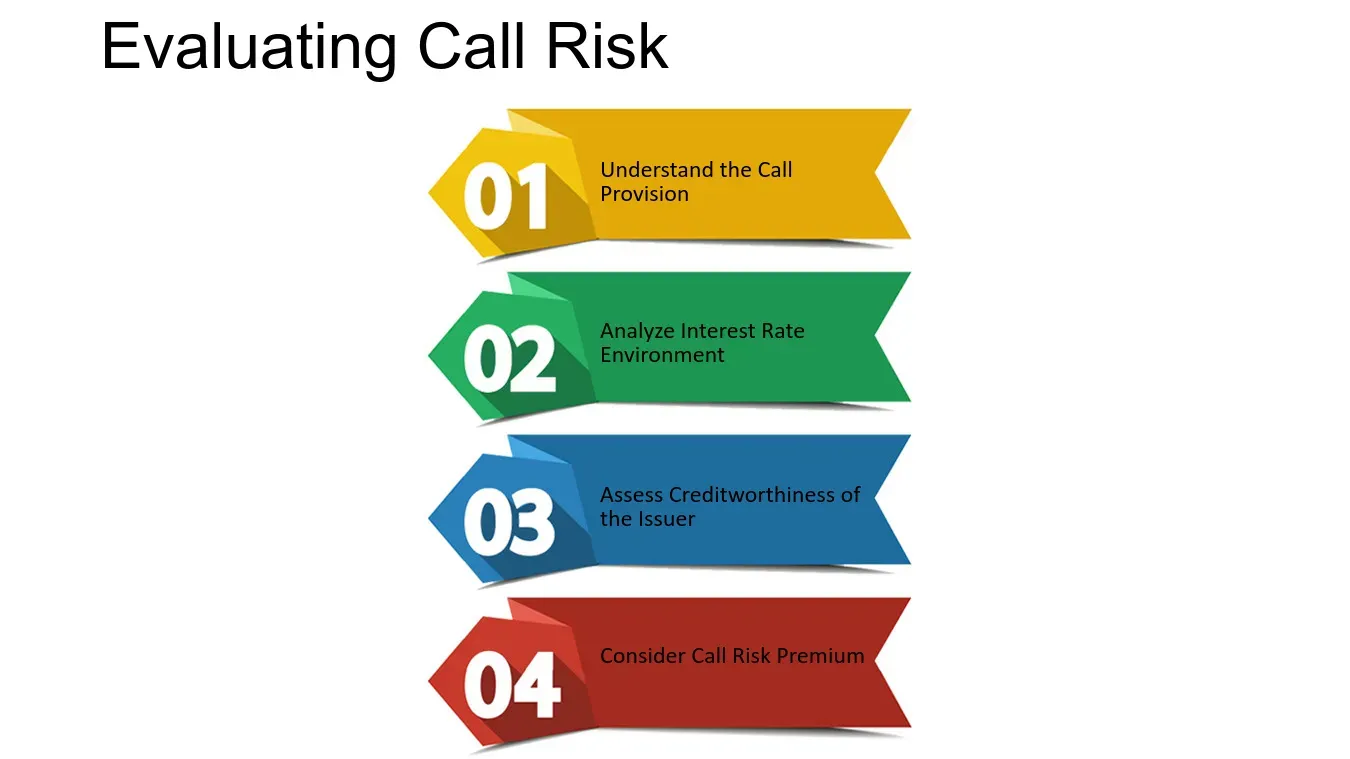 Evaluating Call Risk
01
Understand the Call
Provision
02
Analyze Interest Rate
Environment
03
Assess Creditworthiness of
the Issuer
04
Consider Call Risk Premium